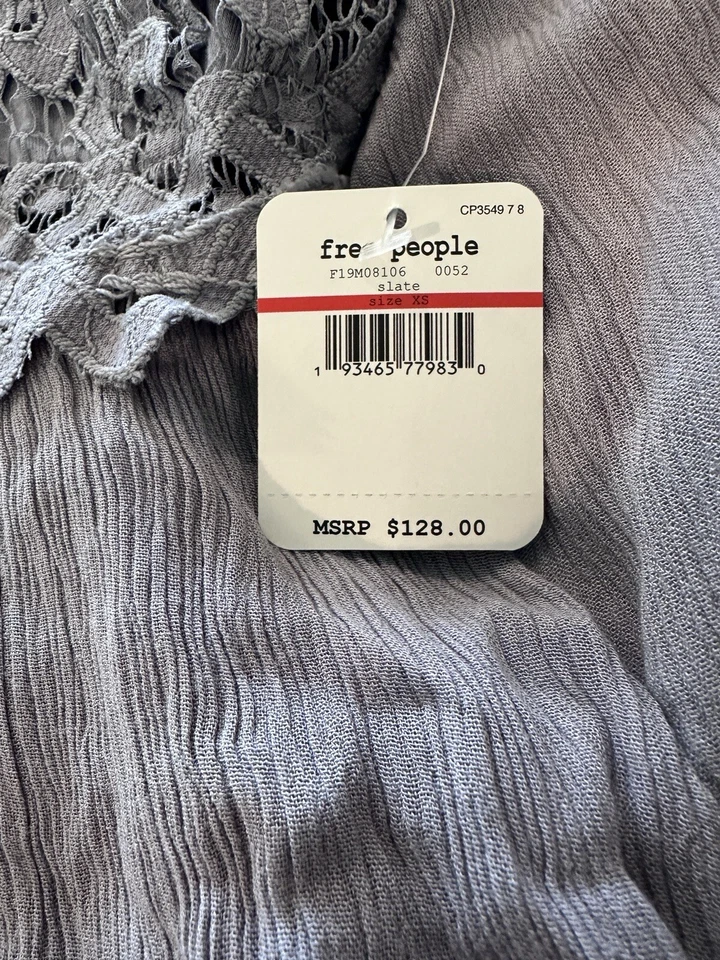 CP3549 7 8
free people
F19M08106 0052
slate
size XS
1 93465 77983 0
MSRP $128.00